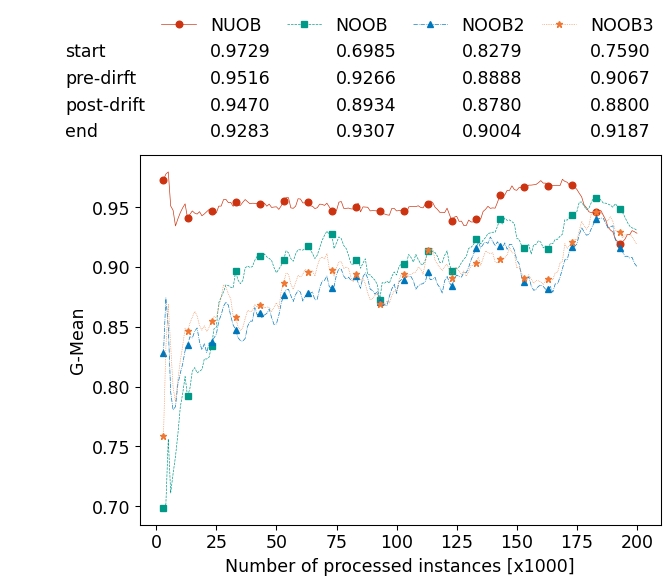 NUOB NOOB NOOB2 NOOB3
start 0.9729 0.6985 0.8279 0.7590
pre-dirft 0.9516 0.9266 0.8888 0.9067
post-drift 0.9470 0.8934 0.8780 0.8800
end 0.9283 0.9307 0.9004 0.9187
G-Mean
0.95
0.90
0.85
0.80
0.75
0.70
0 25 50 75 100 125 150 175 200
Number of processed instances [x1000]